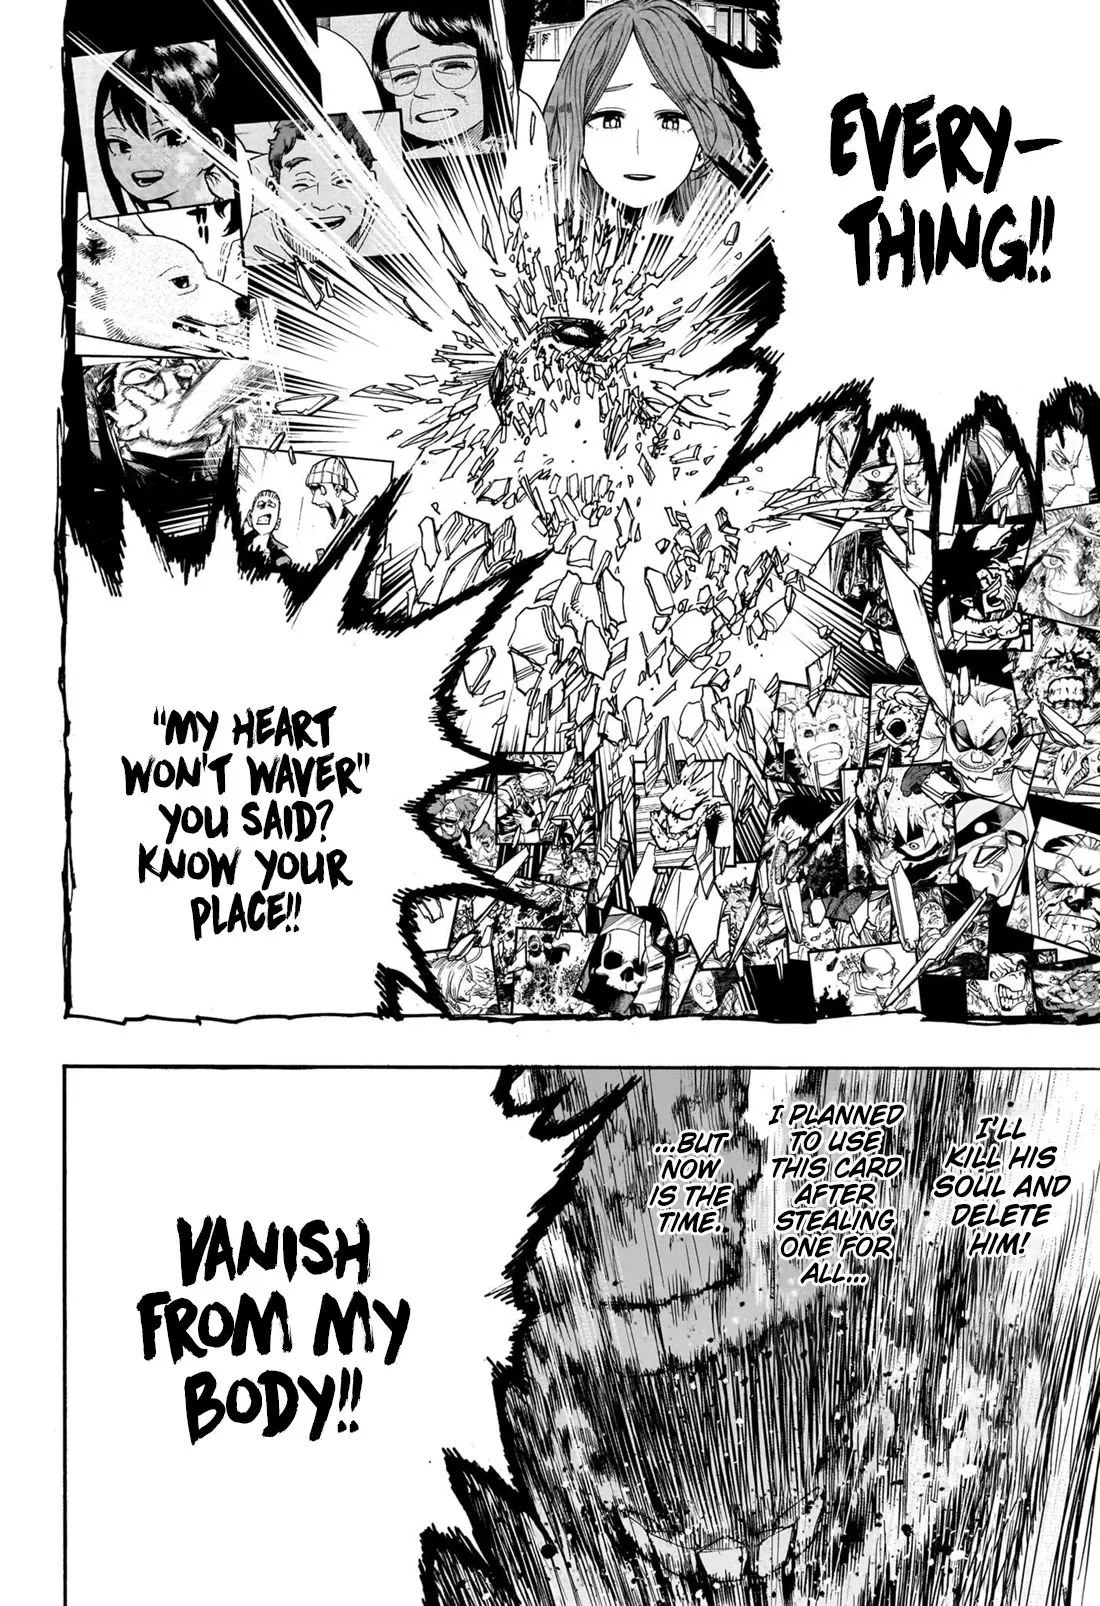 EVERY-
THING!!
"MY HEART
WON'T WAVER"
YOU SAID?
KNOW YOUR
PLACE!!
I'LL
KILL HIS
SOUL AND
DELETE
HIM!
I PLANNED
TO USE
THIS CARD
AFTER
STEALING
ONE FOR
ALL...
...BUT
NOW
IS THE
TIME.
VANISH
FROM MY
BODY!!